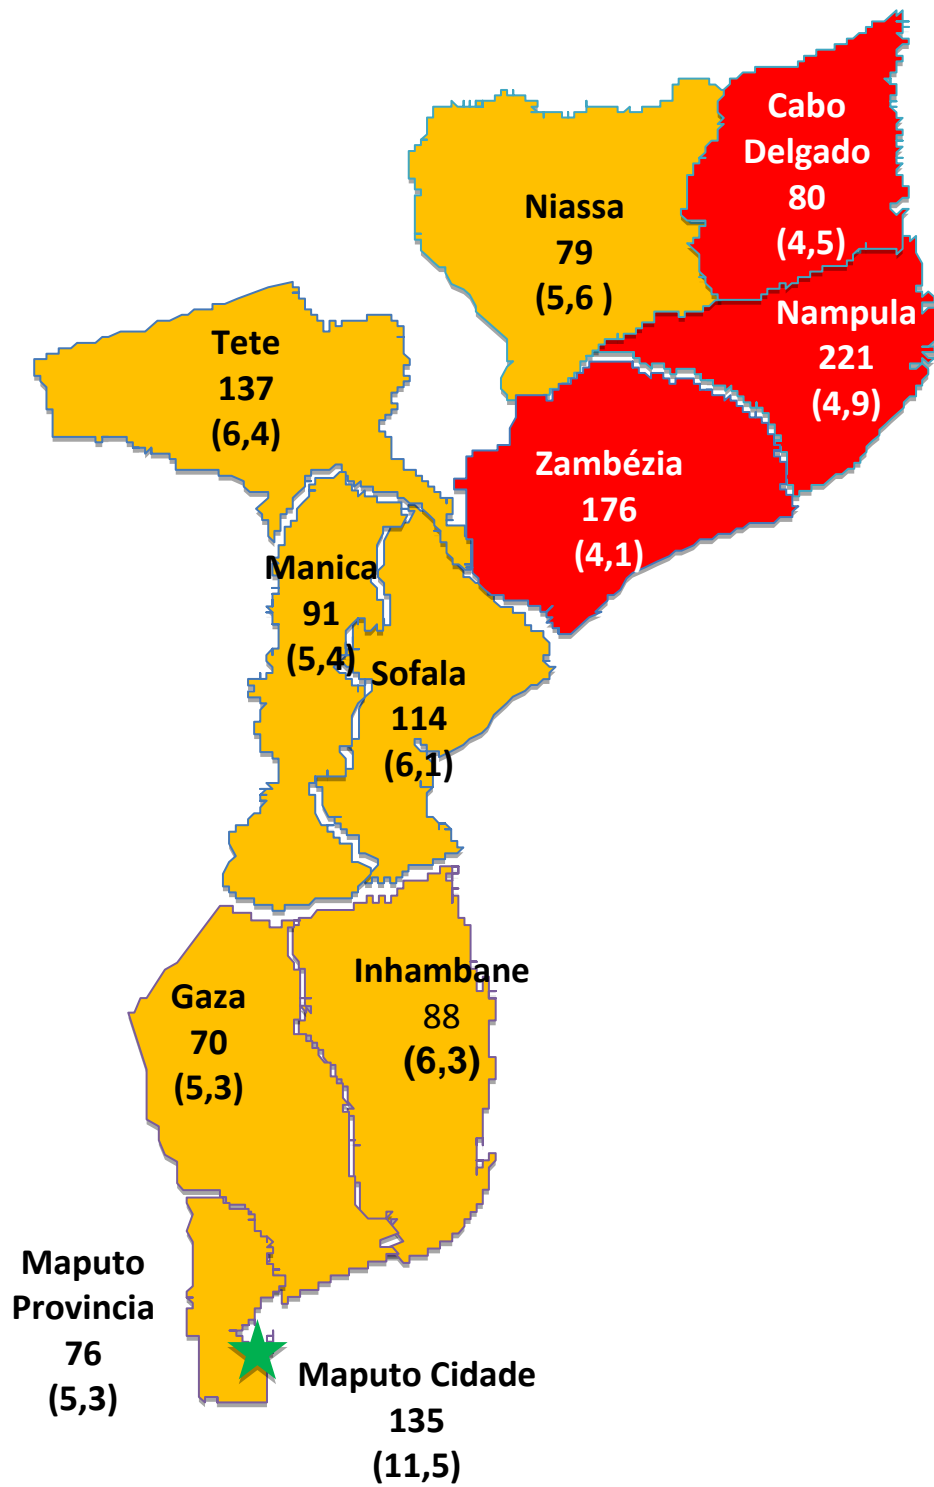 Cabo
Delgado
80
(4,5)
Niassa
79
(5,6 )
Nampula
221
(4,9)
Tete
137
(6,4)
Zambézia
176
(4,1)
Manica
91
(5,4)
Sofala
114
(6,1)
Inhambane
88
(6,3)
Gaza
70
(5,3)
Maputo
Provincia
76
(5,3)
Maputo Cidade
135
(11,5)